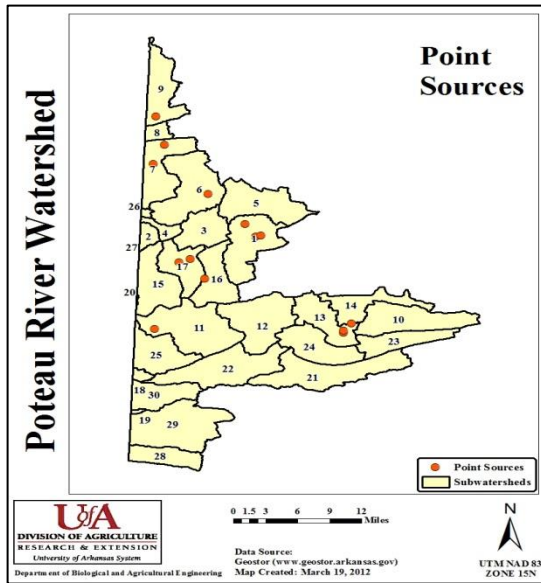 Poteau River Watershed
Point
Sources
9
8
7
6
5
26
2
4
3
1
27
17
16
15
20
14
13
10
11
12
24
23
25
22
21
18
30
19
29
28
Point Sources
Subwatersheds
UofA
DIVISION OF AGRICULTURE
RESEARCH & EXTENSION
University of Arkansas System
Department of Biological and Agricultural Engineering
0 1.5 3 6 9 12
Miles
Data Source:
Geostor (www.geostor.arkansas.gov)
Map Created: March 19, 2012
N
UTM NAD 83
ZONE 15N